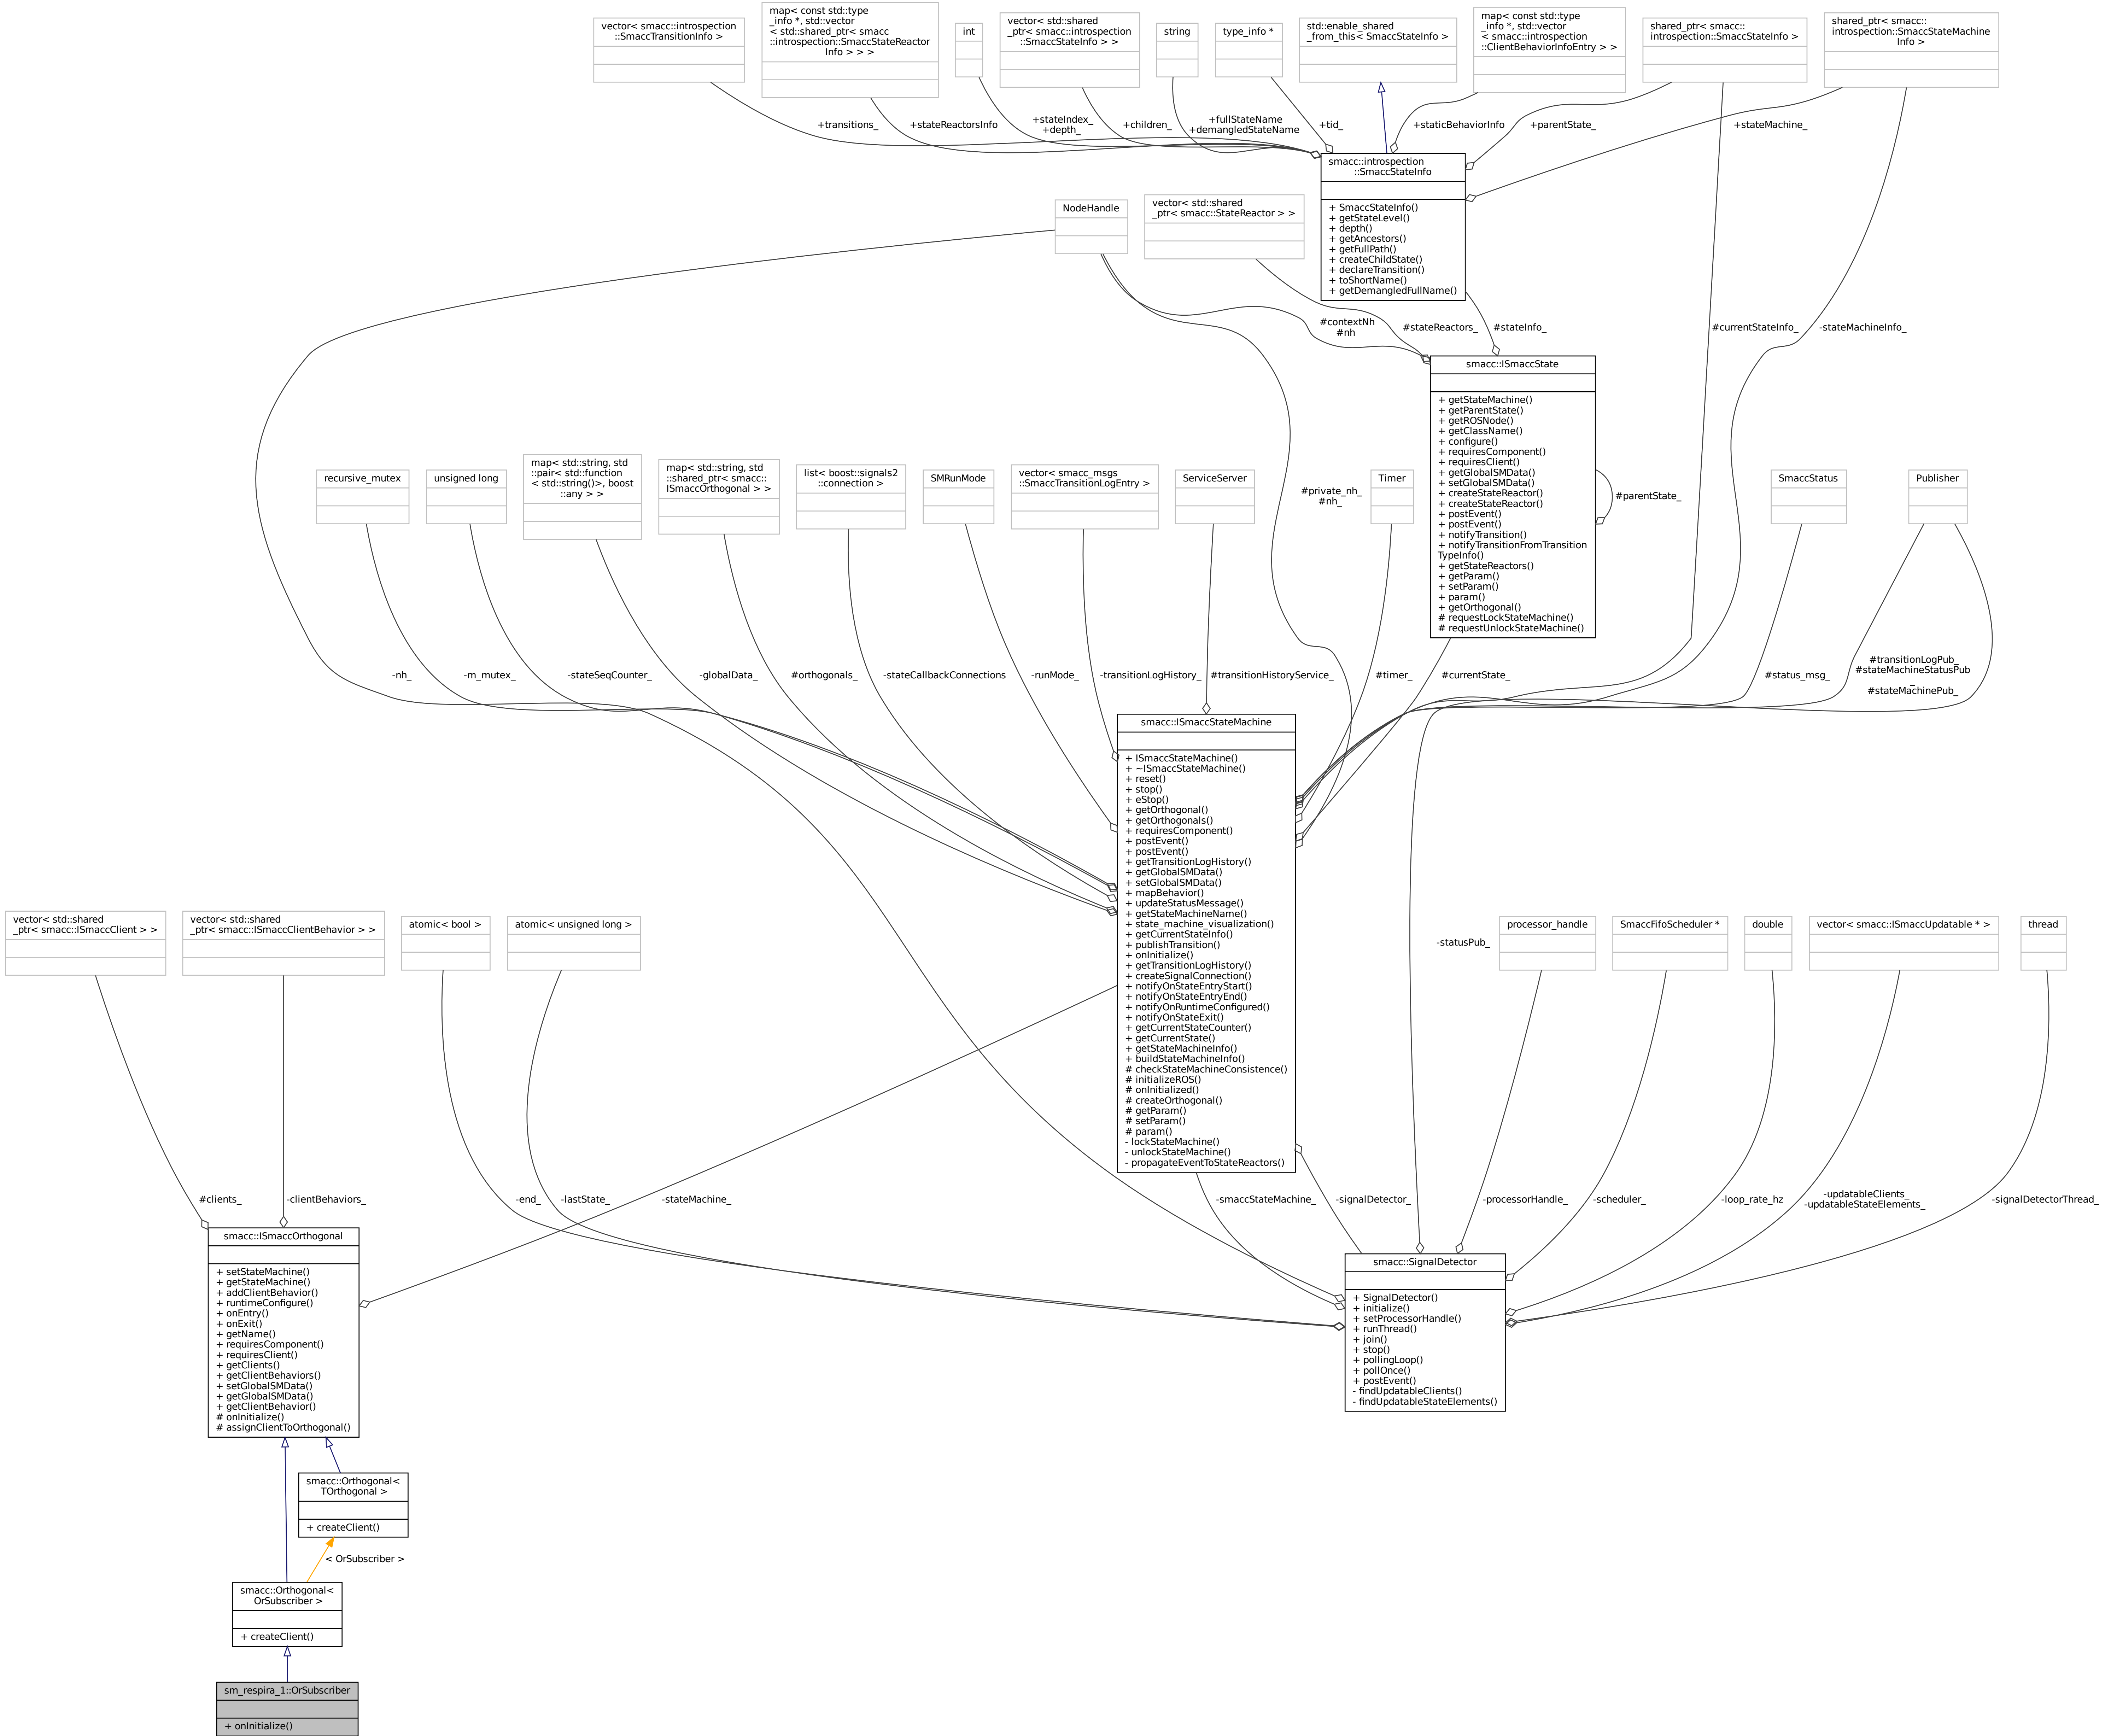 vector< smacc::introspection
::SmaccTransitionInfo >
map< const std::type
_info *, std::vector
< std::shared_ptr< smacc
::introspection::SmaccStateReactor
Info > > >
int
vector< std::shared
_ptr< smacc::introspection
::SmaccStateInfo > >
string
type_info *
std::enable_shared
_from_this< SmaccStateInfo >
map< const std::type
_info *, std::vector
< smacc::introspection
::ClientBehaviorInfoEntry > >
shared_ptr< smacc::
introspection::SmaccStateInfo >
shared_ptr< smacc::
introspection::SmaccStateMachine
Info >
+transitions_
+stateReactorsInfo
+stateIndex_
+depth_
+children_
+fullStateName
+demangledStateName
+tid_
+staticBehaviorInfo
+parentState_
+stateMachine_
smacc::introspection
::SmaccStateInfo
+ SmaccStateInfo()
+ getStateLevel()
+ depth()
+ getAncestors()
+ getFullPath()
+ createChildState()
+ declareTransition()
+ toShortName()
+ getDemangledFullName()
NodeHandle
vector< std::shared
_ptr< smacc::StateReactor > >
#contextNh
#nh
#stateReactors_
#stateInfo_
#currentStateInfo_
-stateMachineInfo_
smacc::ISmaccState
+ getStateMachine()
+ getParentState()
+ getROSNode()
+ getClassName()
+ configure()
+ requiresComponent()
+ requiresClient()
+ getGlobalSMData()
+ setGlobalSMData()
+ createStateReactor()
+ createStateReactor()
+ postEvent()
+ postEvent()
+ notifyTransition()
+ notifyTransitionFromTransition
TypeInfo()
+ getStateReactors()
+ getParam()
+ setParam()
+ param()
+ getOrthogonal()
# requestLockStateMachine()
# requestUnlockStateMachine()
#parentState_
recursive_mutex
unsigned long
map< std::string, std
::pair< std::function
< std::string()>, boost
::any > >
map< std::string, std
::shared_ptr< smacc::
ISmaccOrthogonal > >
list< boost::signals2
::connection >
SMRunMode
vector< smacc_msgs
::SmaccTransitionLogEntry >
ServiceServer
#private_nh_
#nh_
Timer
SmaccStatus
Publisher
-nh_
-m_mutex_
-stateSeqCounter_
-globalData_
#orthogonals_
-stateCallbackConnections
-runMode_
-transitionLogHistory_
#transitionHistoryService_
#timer_
#currentState_
#status_msg_
#transitionLogPub_
#stateMachineStatusPub
_
#stateMachinePub_
smacc::ISmaccStateMachine
+ ISmaccStateMachine()
+ ~ISmaccStateMachine()
+ reset()
+ stop()
+ eStop()
+ getOrthogonal()
+ getOrthogonals()
+ requiresComponent()
+ postEvent()
+ postEvent()
+ getTransitionLogHistory()
+ getGlobalSMData()
+ setGlobalSMData()
+ mapBehavior()
+ updateStatusMessage()
+ getStateMachineName()
+ state_machine_visualization()
+ getCurrentStateInfo()
+ publishTransition()
+ onInitialize()
+ getTransitionLogHistory()
+ createSignalConnection()
+ notifyOnStateEntryStart()
+ notifyOnStateEntryEnd()
+ notifyOnRuntimeConfigured()
+ notifyOnStateExit()
+ getCurrentStateCounter()
+ getCurrentState()
+ getStateMachineInfo()
+ buildStateMachineInfo()
# checkStateMachineConsistence()
# initializeROS()
# onInitialized()
# createOrthogonal()
# getParam()
# setParam()
# param()
- lockStateMachine()
- unlockStateMachine()
- propagateEventToStateReactors()
vector< std::shared
_ptr< smacc::ISmaccClient > >
vector< std::shared
_ptr< smacc::ISmaccClientBehavior > >
atomic< bool >
atomic< unsigned long >
-statusPub_
processor_handle
SmaccFifoScheduler *
double
vector< smacc::ISmaccUpdatable * >
thread
#clients_
-clientBehaviors_
-end_
-lastState_
-stateMachine_
-smaccStateMachine_
-signalDetector_
-processorHandle_
-scheduler_
-loop_rate_hz
-updatableClients_
-updatableStateElements_
-signalDetectorThread_
smacc::ISmaccOrthogonal
+ setStateMachine()
+ getStateMachine()
+ addClientBehavior()
+ runtimeConfigure()
+ onEntry()
+ onExit()
+ getName()
+ requiresComponent()
+ requiresClient()
+ getClients()
+ getClientBehaviors()
+ setGlobalSMData()
+ getGlobalSMData()
+ getClientBehavior()
# onInitialize()
# assignClientToOrthogonal()
smacc::SignalDetector
+ SignalDetector()
+ initialize()
+ setProcessorHandle()
+ runThread()
+ join()
+ stop()
+ pollingLoop()
+ pollOnce()
+ postEvent()
- findUpdatableClients()
- findUpdatableStateElements()
smacc::Orthogonal<
TOrthogonal >
+ createClient()
< OrSubscriber >
smacc::Orthogonal<
OrSubscriber >
+ createClient()
sm_respira_1::OrSubscriber
+ onInitialize()